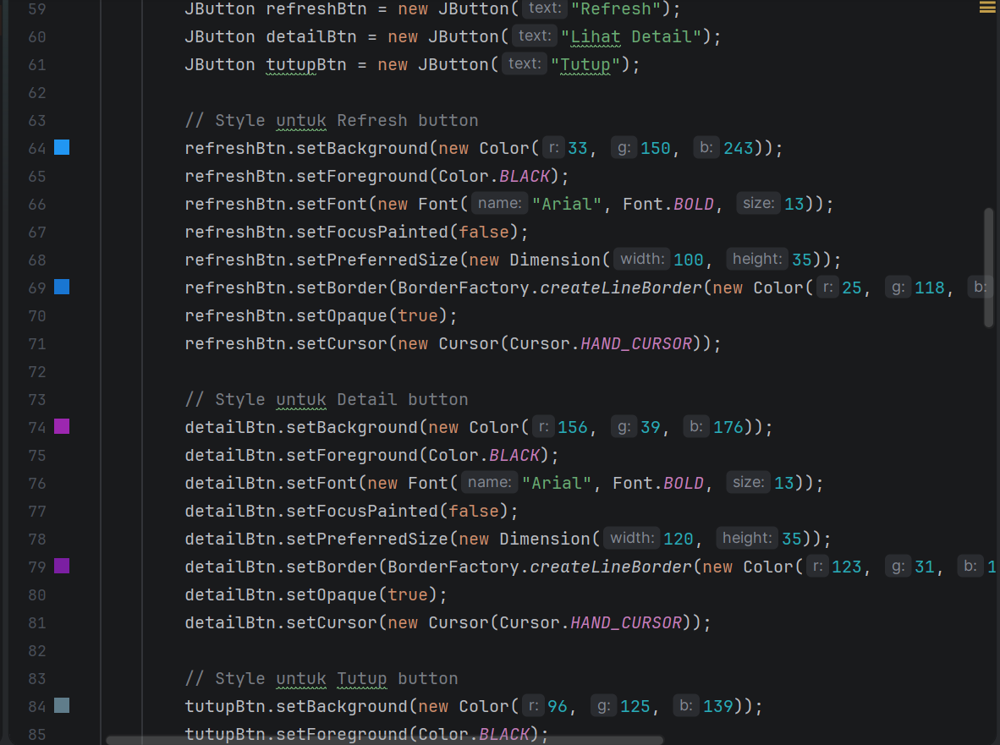 59 JButton refreshBtn = new JButton( text: "Refresh");
60 JButton detailBtn = new JButton( text: "Lihat Detail");
61 JButton tutupBtn = new JButton( text: "Tutup");
62
63 // Style untuk Refresh button
64 refreshBtn.setBackground(new Color( r: 33, g: 150, b: 243));
65 refreshBtn.setForeground(Color.BLACK);
66 refreshBtn.setFont(new Font( name: "Arial", Font.BOLD, size: 13));
67 refreshBtn.setFocusPainted(false);
68 refreshBtn.setPreferredSize(new Dimension( width: 100, height: 35));
69 refreshBtn.setBorder(BorderFactory.createLineBorder(new Color( r: 25, g: 118, b:
70 refreshBtn.setOpaque(true);
71 refreshBtn.setCursor(new Cursor(Cursor.HAND_CURSOR));
72
73 // Style untuk Detail button
74 detailBtn.setBackground(new Color( r: 156, g: 39, b: 176));
75 detailBtn.setForeground(Color.BLACK);
76 detailBtn.setFont(new Font( name: "Arial", Font.BOLD, size: 13));
77 detailBtn.setFocusPainted(false);
78 detailBtn.setPreferredSize(new Dimension( width: 120, height: 35));
79 detailBtn.setBorder(BorderFactory.createLineBorder(new Color( r: 123, g: 31, b: 1
80 detailBtn.setOpaque(true);
81 detailBtn.setCursor(new Cursor(Cursor.HAND_CURSOR));
82
83 // Style untuk Tutup button
84 tutupBtn.setBackground(new Color( r: 96, g: 125, b: 139));
85 tutupBtn.setForeground(Color.BLACK);